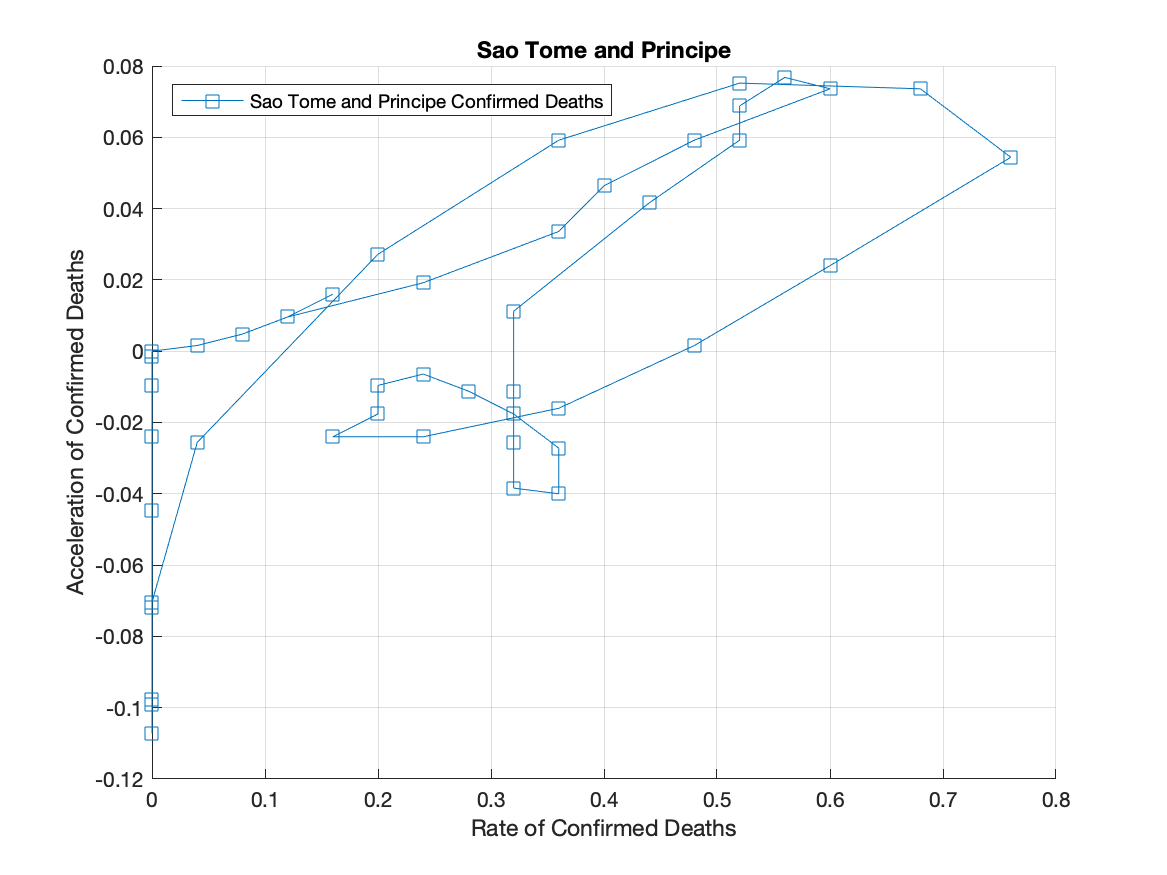 Sao Tome and Principe
Sao Tome and Principe Confirmed Deaths
0.08
0.06
0.04
0.02
0
-0.02
-0.04
-0.06
-0.08
-0.1
-0.12
Acceleration of Confirmed Deaths
0 0.1 0.2 0.3 0.4 0.5 0.6 0.7 0.8
Rate of Confirmed Deaths